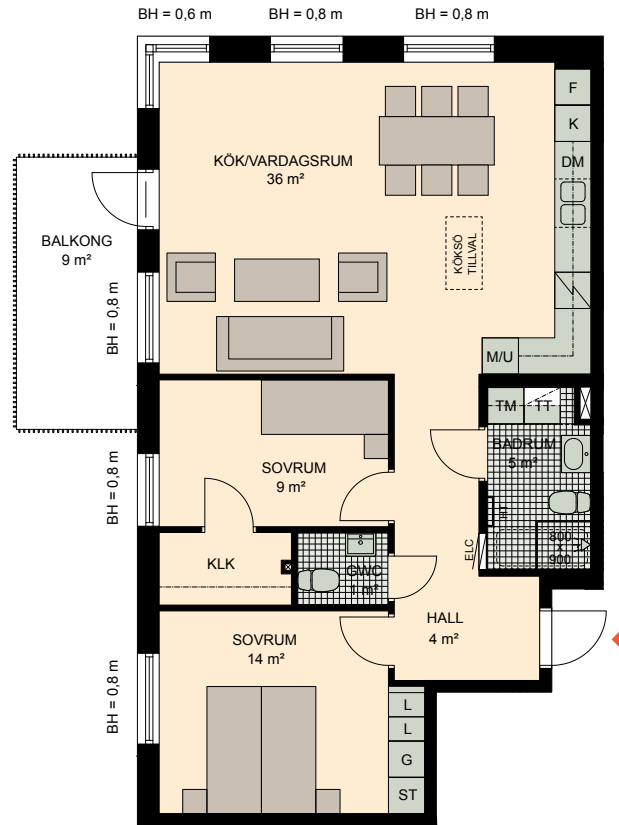 BH = 0,6 m
BH = 0,8 m
BH = 0,8 m
F
K
DM
KÖK/VARDAGSRUM
36 m²
BALKONG
9 m²
KÖKSÖ
TILLVAL
BH = 0,8 m
M/U
TM
TT
BADRUM
5 m²
SOVRUM
9 m²
BH = 0,8 m
HT
ELC
800
x
900
KLK
GWC
1 m²
HALL
4 m²
SOVRUM
14 m²
BH = 0,8 m
L
L
G
ST